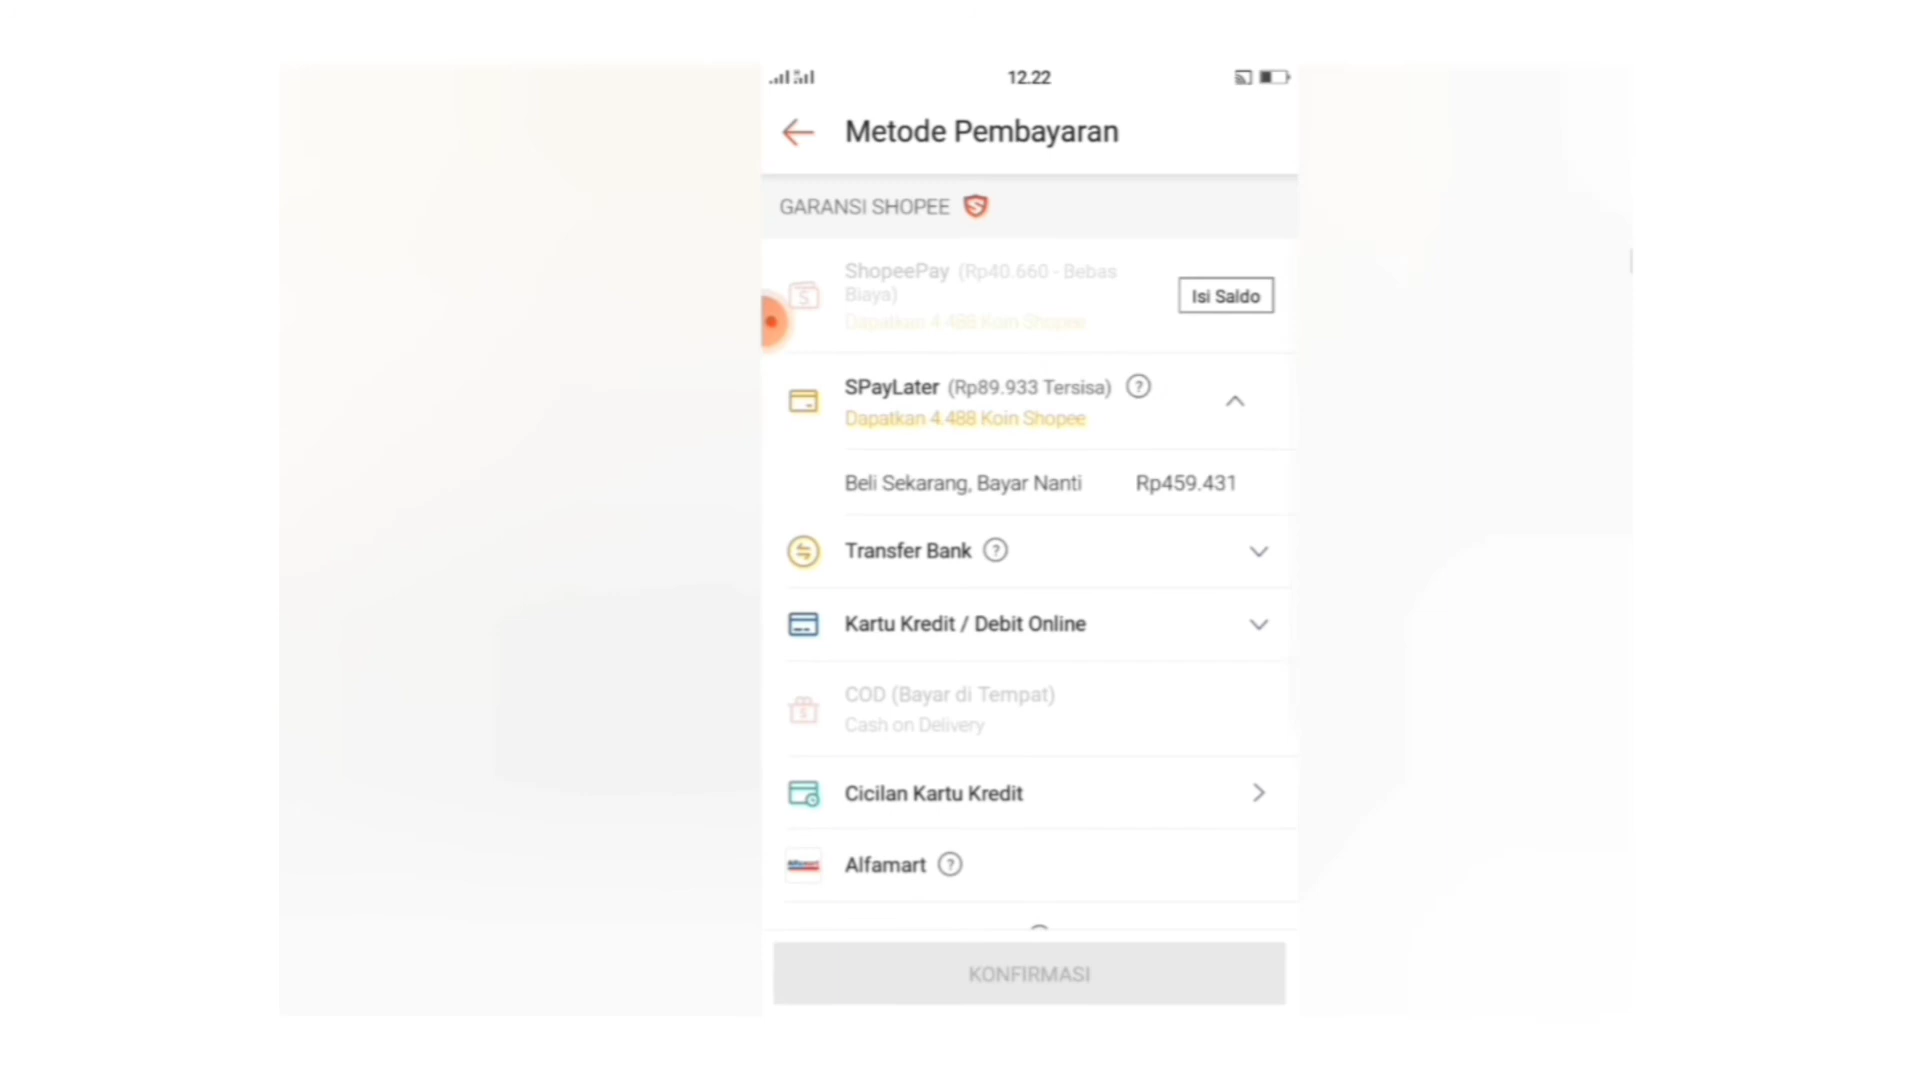 12.22
Metode Pembayaran
GARANSI SHOPEE
ShopeePay (Rp40.660 - Bebas
Biaya)
Isi Saldo
Dapatkan 4.488 Koin Shopee
SPayLater (Rp89.933 Tersisa) ?
Dapatkan 4.488 Koin Shopee
Beli Sekarang, Bayar Nanti Rp459.431
Transfer Bank ?
Kartu Kredit / Debit Online
COD (Bayar di Tempat)
Cash on Delivery
Cicilan Kartu Kredit
Alfamart
Alfamart ?
KONFIRMASI